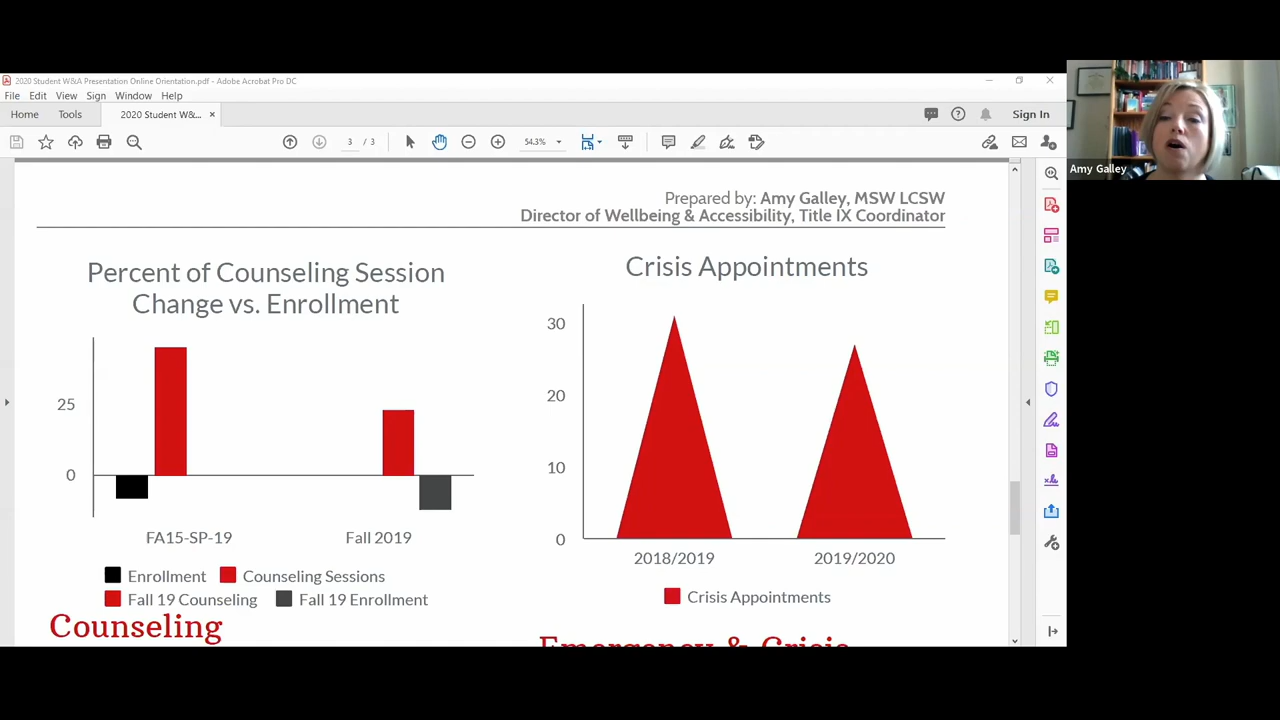 2020 Student W&A Presentation Online Orientation.pdf - Adobe Acrobat Pro DC
File Edit View Sign Window Help
Home Tools 2020 Student W&... × Sign In
3 / 3 54.3%
Amy Galley
Prepared by: Amy Galley, MSW LCSW
Director of Wellbeing & Accessibility, Title IX Coordinator
Percent of Counseling Session
Change vs. Enrollment
25
0
FA15-SP-19 Fall 2019
Enrollment Counseling Sessions
Fall 19 Counseling Fall 19 Enrollment
Counseling
Crisis Appointments
30
20
10
0
2018/2019 2019/2020
Crisis Appointments
Emergency & Crisis